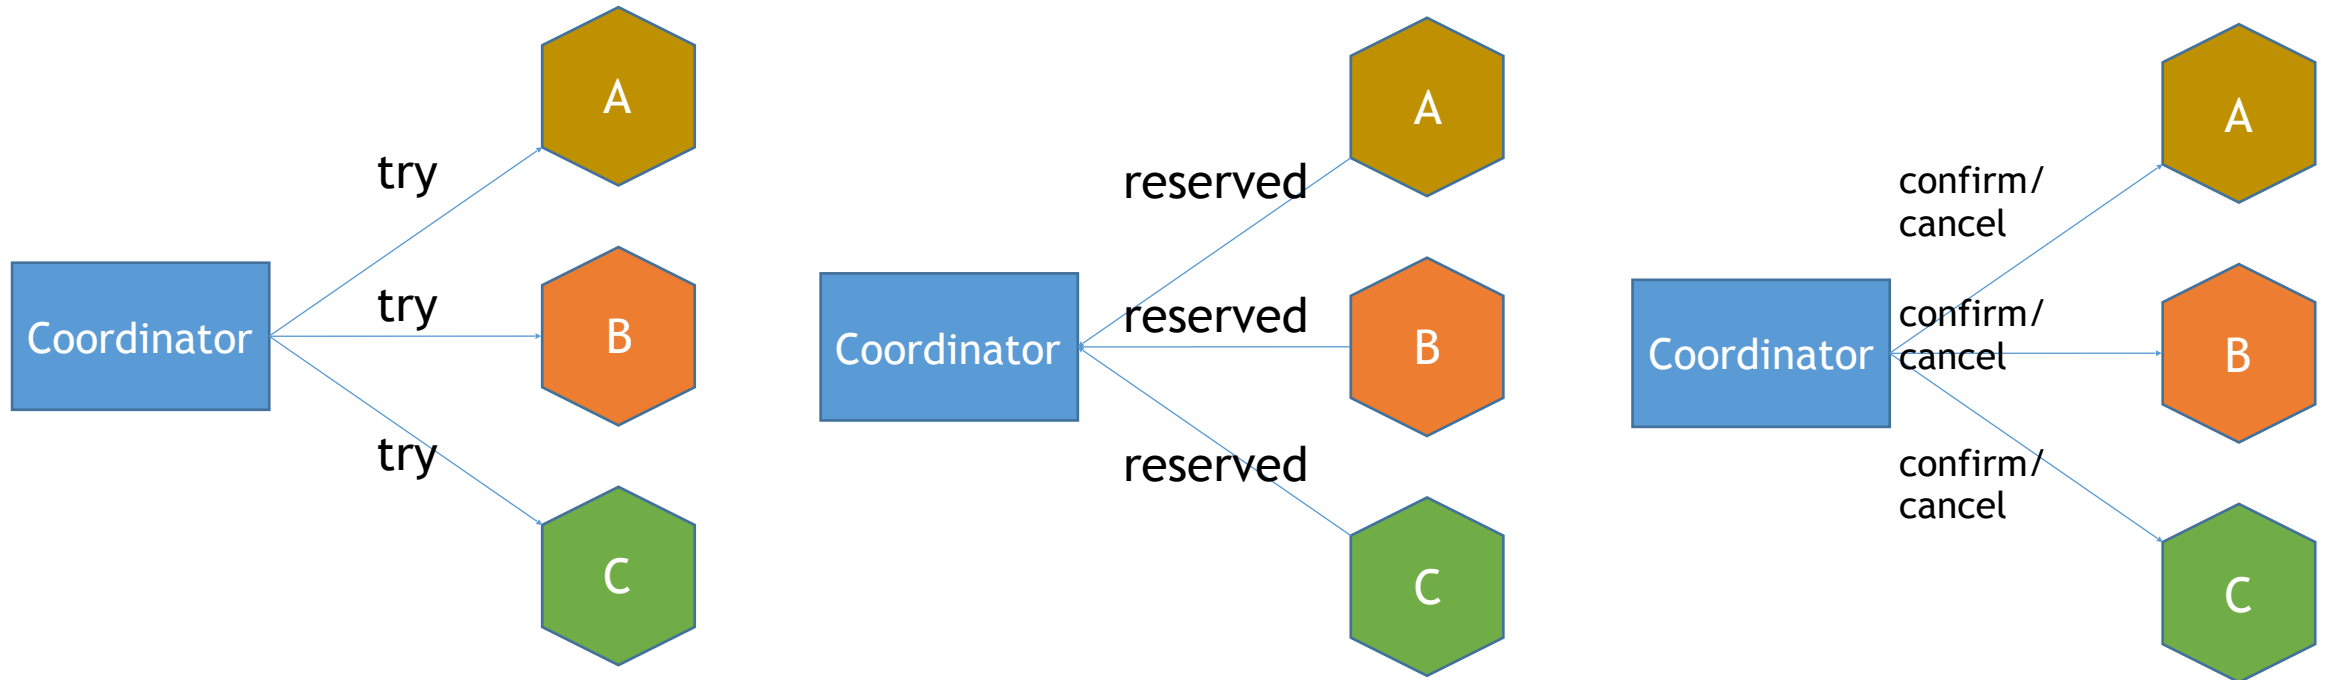 A
try
try
Coordinator
B
try
C
A
reserved
reserved
Coordinator
B
reserved
C
A
confirm/
cancel
confirm/
cancel
Coordinator
B
confirm/
cancel
C